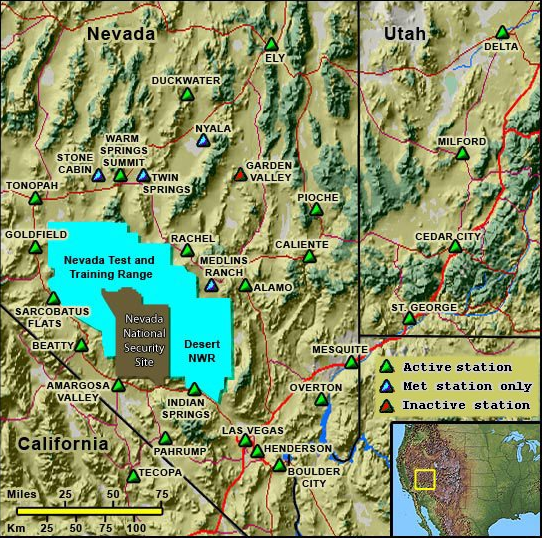 Nevada
Utah
ELY
DELTA
DUCKWATER
NYALA
WARM
SPRINGS
SUMMIT
STONE
CABIN
TWIN
SPRINGS
GARDEN
VALLEY
MILFORD
TONOPAH
PIOCHE
GOLDFIELD
RACHEL
CALIENTE
CEDAR CITY
Nevada Test and
Training Range
MEDLINS
RANCH
ALAMO
SARCOBATUS
FLATS
Nevada
National
Security
Site
ST. GEORGE
Desert
NWR
BEATTY
MESQUITE
Active station
Met station only
Inactive station
AMARGOSA
VALLEY
INDIAN
SPRINGS
OVERTON
California
LAS VEGAS
PAHRUMP
HENDERSON
BOULDER
CITY
TECOPA
Miles 25 50 75
Km 25 50 75 100